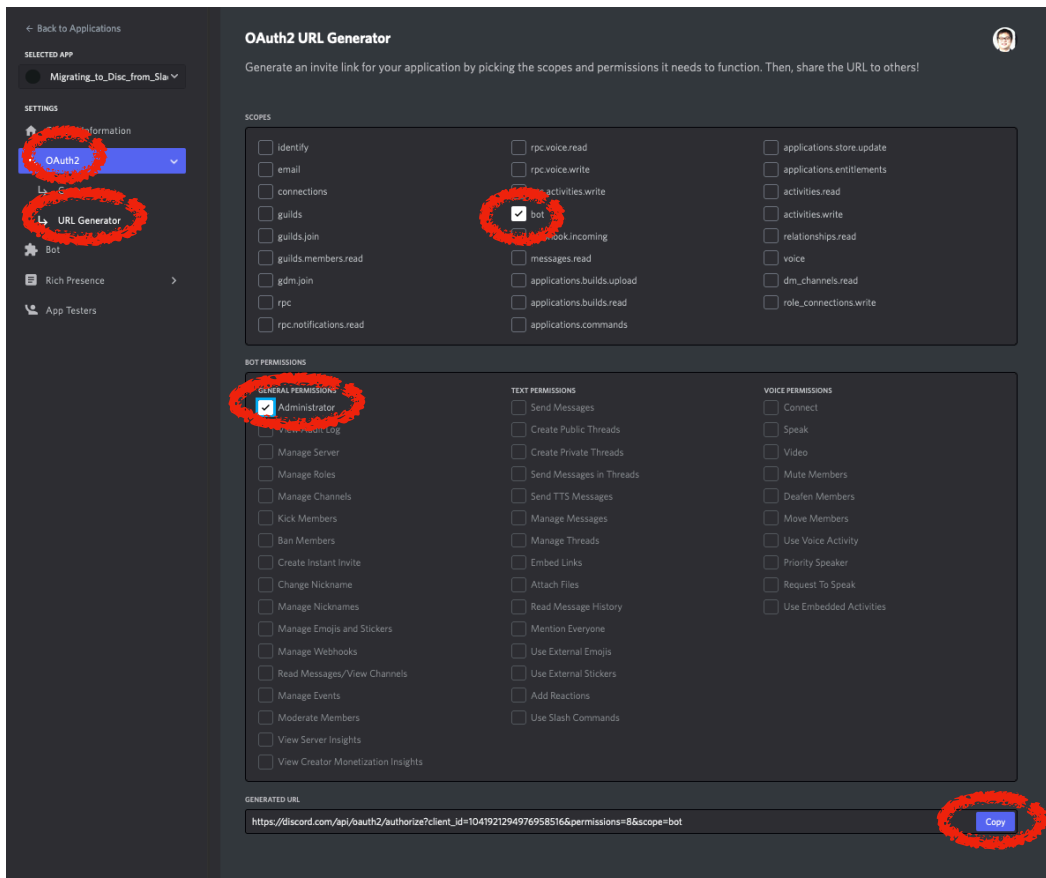 ← Back to Applications
SELECTED APP
Migrating_to_Disc_from_Sla
SETTINGS
formation
OAuth2
URL Generator
Bot
Rich Presence
App Testers
OAuth2 URL Generator
Generate an invite link for your application by picking the scopes and permissions it needs to function. Then, share the URL to others!
SCOPES
identify
email
connections
guilds
guilds.join
guilds.members.read
gdm.join
rpc
rpc.notifications.read
rpc.voice.read
rpc.voice.write
activities.write
bot
ook.incoming
messages.read
applications.builds.upload
applications.builds.read
applications.commands
applications.store.update
applications.entitlements
activities.read
activities.write
relationships.read
voice
dm_channels.read
role_connections.write
BOT PERMISSIONS
GENERAL PERMISSIONS
Administrator
View Audit Log
Manage Server
Manage Roles
Manage Channels
Kick Members
Ban Members
Create Instant Invite
Change Nickname
Manage Nicknames
Manage Emojis and Stickers
Manage Webhooks
Read Messages/View Channels
Manage Events
Moderate Members
View Server Insights
View Creator Monetization Insights
TEXT PERMISSIONS
Send Messages
Create Public Threads
Create Private Threads
Send Messages in Threads
Send TTS Messages
Manage Messages
Manage Threads
Embed Links
Attach Files
Read Message History
Mention Everyone
Use External Emojis
Use External Stickers
Add Reactions
Use Slash Commands
VOICE PERMISSIONS
Connect
Speak
Video
Mute Members
Deafen Members
Move Members
Use Voice Activity
Priority Speaker
Request To Speak
Use Embedded Activities
GENERATED URL
https://discord.com/api/oauth2/authorize?client_id=1041921294976958516&permissions=8&scope=bot
Copy